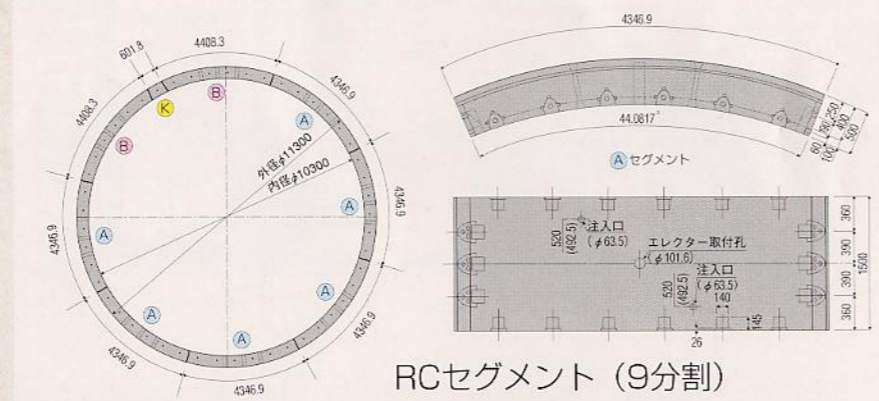 601.8
4408.3
4346.9
4408.3
K
B
A
B
外径φ11300
内径φ10300
4346.9
A
4346.9
A
A
A
A
4346.9
4346.9
4346.9
4346.9
44.0817°
60
190
250
100
400
500
A セグメント
520
(492.5)
注入口
(φ63.5)
エレクター取付孔
(φ101.6)
注入口
(φ63.5)
520
(492.5)
140
145
26
360
390
390
360
1500
RCセグメント（9分割）